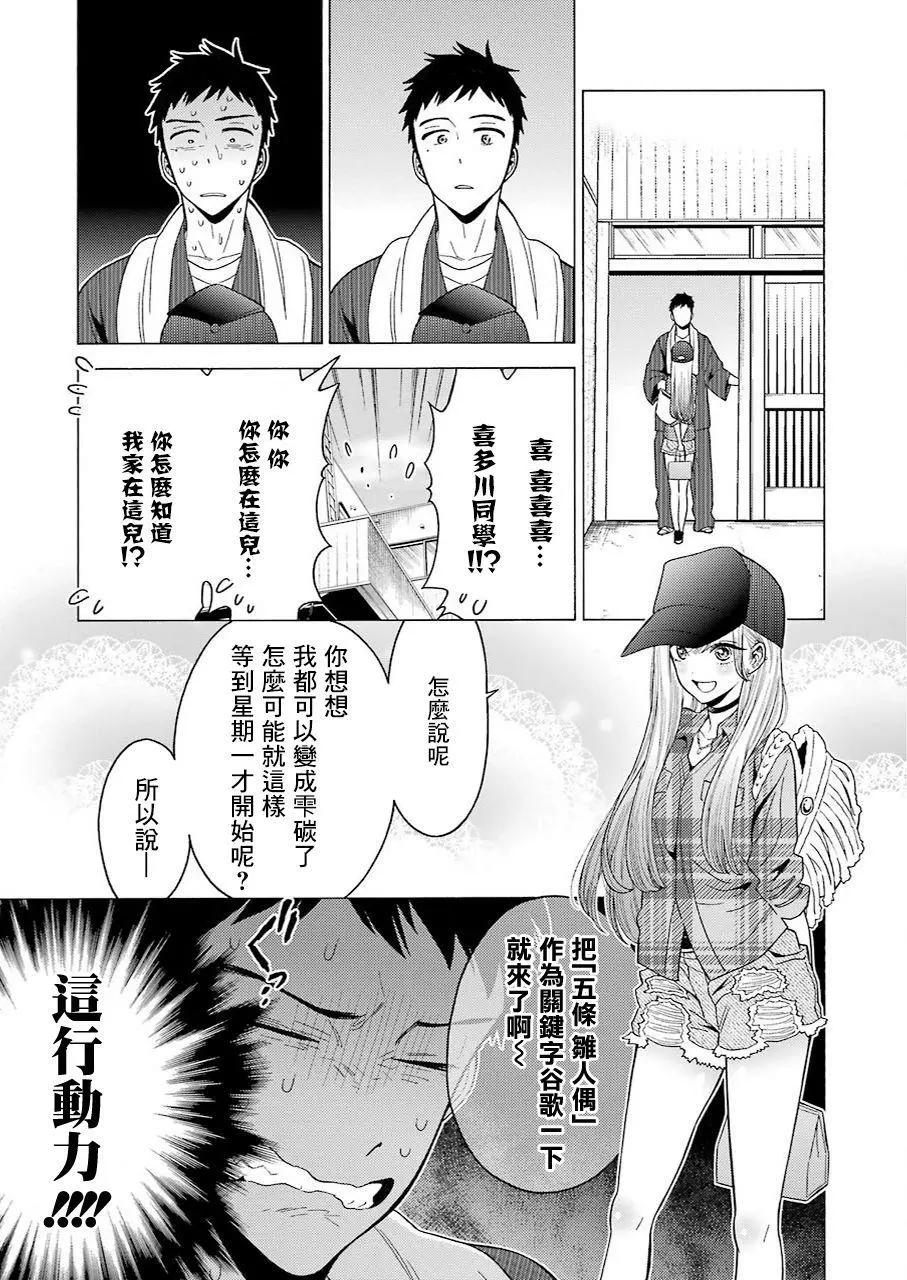 喜 喜喜喜…
喜多川同學!!?
你 你
你怎麼在這兒…
你怎麼知道
我家在這兒!?
怎麼說呢
你想想
我都可以變成雫碳了
怎麼可能就這樣
等到星期一才開始呢?
所以說—
把「五條 雛人偶」
作為關鍵字谷歌一下
就來了啊~
這行動力!!!!